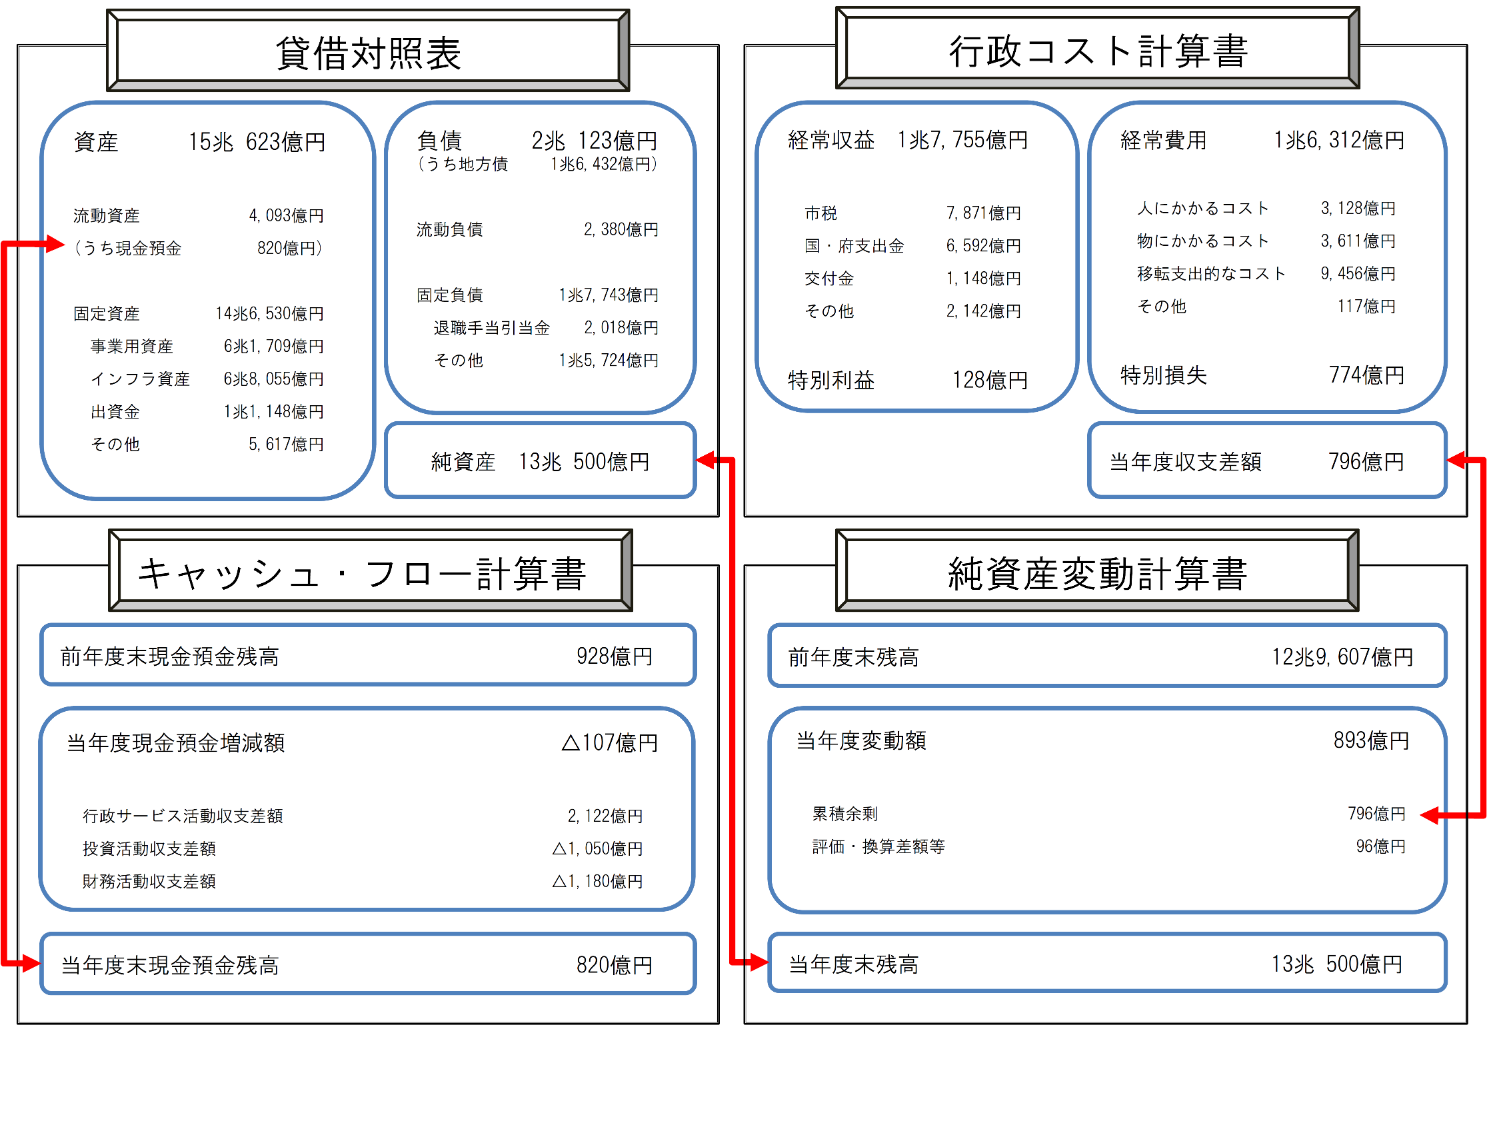 貸借対照表
資産 15兆 623億円
流動資産 4,093億円
（うち現金預金 820億円）
固定資産 14兆6,530億円
事業用資産 6兆1,709億円
インフラ資産 6兆8,055億円
出資金 1兆1,148億円
その他 5,617億円
負債 2兆 123億円
（うち地方債 1兆6,432億円）
流動負債 2,380億円
固定負債 1兆7,743億円
退職手当引当金 2,018億円
その他 1兆5,724億円
純資産 13兆 500億円
行政コスト計算書
経常収益 1兆7,755億円
市税 7,871億円
国・府支出金 6,592億円
交付金 1,148億円
その他 2,142億円
特別利益 128億円
経常費用 1兆6,312億円
人にかかるコスト 3,128億円
物にかかるコスト 3,611億円
移転支出的なコスト 9,456億円
その他 117億円
特別損失 774億円
当年度収支差額 796億円
キャッシュ・フロー計算書
前年度末現金預金残高 928億円
当年度現金預金増減額 △107億円
行政サービス活動収支差額 2,122億円
投資活動収支差額 △1,050億円
財務活動収支差額 △1,180億円
当年度末現金預金残高 820億円
純資産変動計算書
前年度末残高 12兆9,607億円
当年度変動額 893億円
累積余剰 796億円
評価・換算差額等 96億円
当年度末残高 13兆 500億円